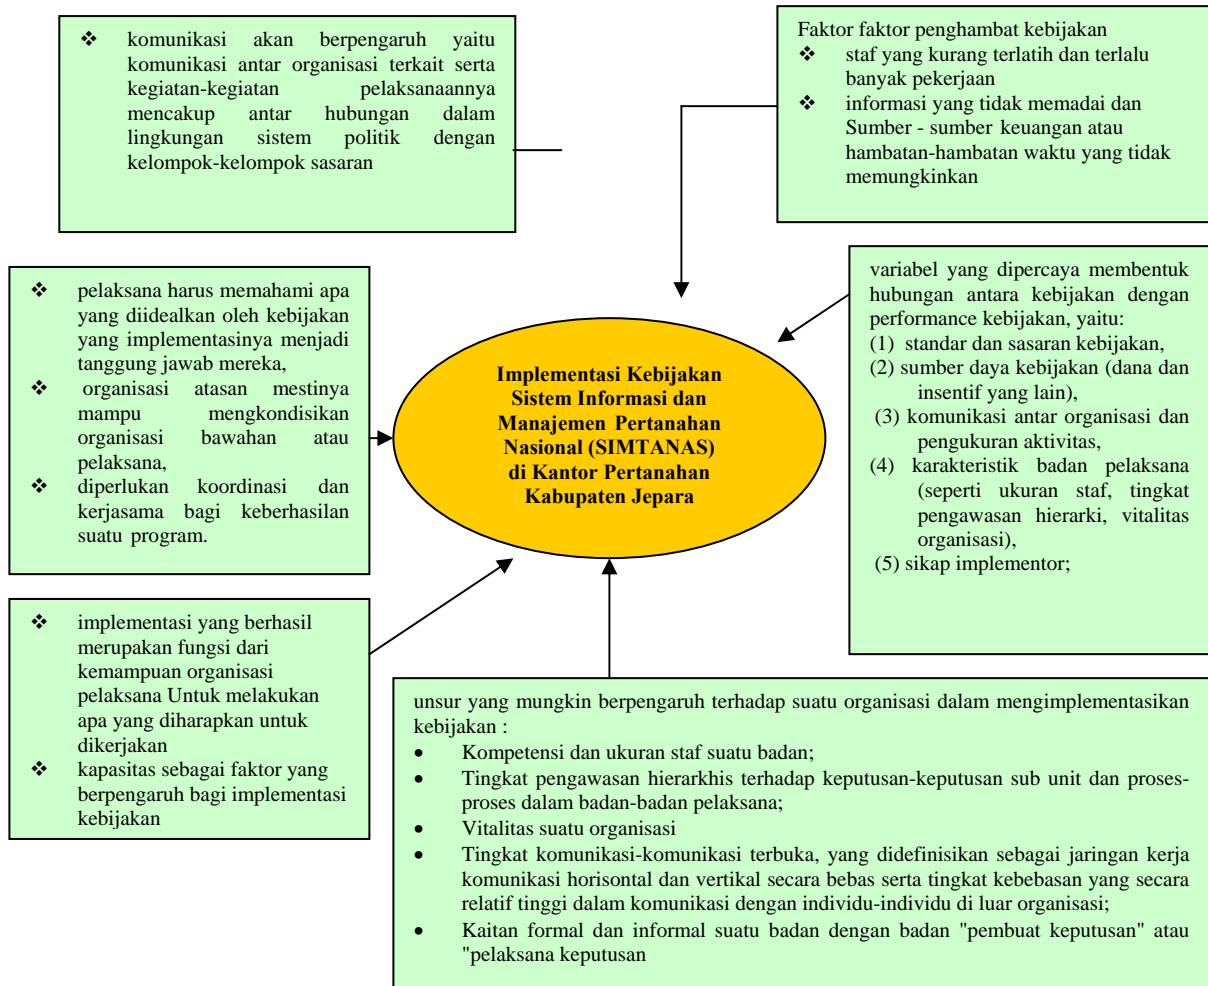 ❖ komunikasi akan berpengaruh yaitu
komunikasi antar organisasi terkait serta
kegiatan-kegiatan pelaksanaannya
mencakup antar hubungan dalam
lingkungan sistem politik dengan
kelompok-kelompok sasaran
Faktor faktor penghambat kebijakan
❖ staf yang kurang terlatih dan terlalu
banyak pekerjaan
❖ informasi yang tidak memadai dan
Sumber - sumber keuangan atau
hambatan-hambatan waktu yang tidak
memungkinkan
❖ pelaksana harus memahami apa
yang diidealkan oleh kebijakan
yang implementasinya menjadi
tanggung jawab mereka,
❖ organisasi atasan mestinya
mampu mengkondisikan
organisasi bawahan atau
pelaksana,
❖ diperlukan koordinasi dan
kerjasama bagi keberhasilan
suatu program.
Implementasi Kebijakan
Sistem Informasi dan
Manajemen Pertanahan
Nasional (SIMTANAS)
di Kantor Pertanahan
Kabupaten Jepara
variabel yang dipercaya membentuk
hubungan antara kebijakan dengan
performance kebijakan, yaitu:
(1) standar dan sasaran kebijakan,
(2) sumber daya kebijakan (dana dan
insentif yang lain),
(3) komunikasi antar organisasi dan
pengukuran aktivitas,
(4) karakteristik badan pelaksana
(seperti ukuran staf, tingkat
pengawasan hierarki, vitalitas
organisasi),
(5) sikap implementor;
❖ implementasi yang berhasil
merupakan fungsi dari
kemampuan organisasi
pelaksana Untuk melakukan
apa yang diharapkan untuk
dikerjakan
❖ kapasitas sebagai faktor yang
berpengaruh bagi implementasi
kebijakan
unsur yang mungkin berpengaruh terhadap suatu organisasi dalam mengimplementasikan
kebijakan :
• Kompetensi dan ukuran staf suatu badan;
• Tingkat pengawasan hierarkhis terhadap keputusan-keputusan sub unit dan proses-
proses dalam badan-badan pelaksana;
• Vitalitas suatu organisasi
• Tingkat komunikasi-komunikasi terbuka, yang didefinisikan sebagai jaringan kerja
komunikasi horisontal dan vertikal secara bebas serta tingkat kebebasan yang secara
relatif tinggi dalam komunikasi dengan individu-individu di luar organisasi;
• Kaitan formal dan informal suatu badan dengan badan "pembuat keputusan" atau
"pelaksana keputusan